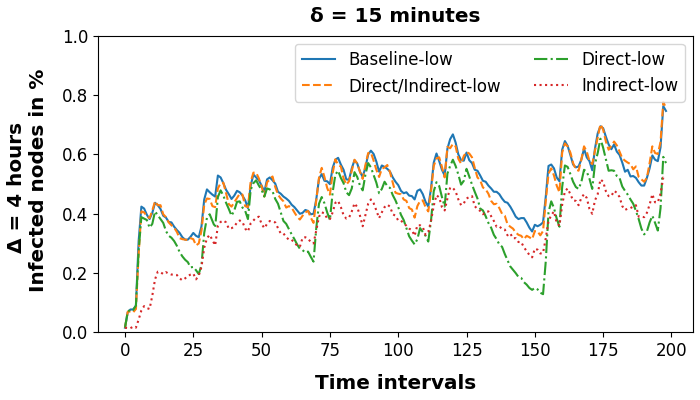 δ = 15 minutes
Δ = 4 hours
Infected nodes in %
1.0
0.8
0.6
0.4
0.2
0.0
Baseline-low
Direct/Indirect-low
Direct-low
Indirect-low
0 25 50 75 100 125 150 175 200
Time intervals